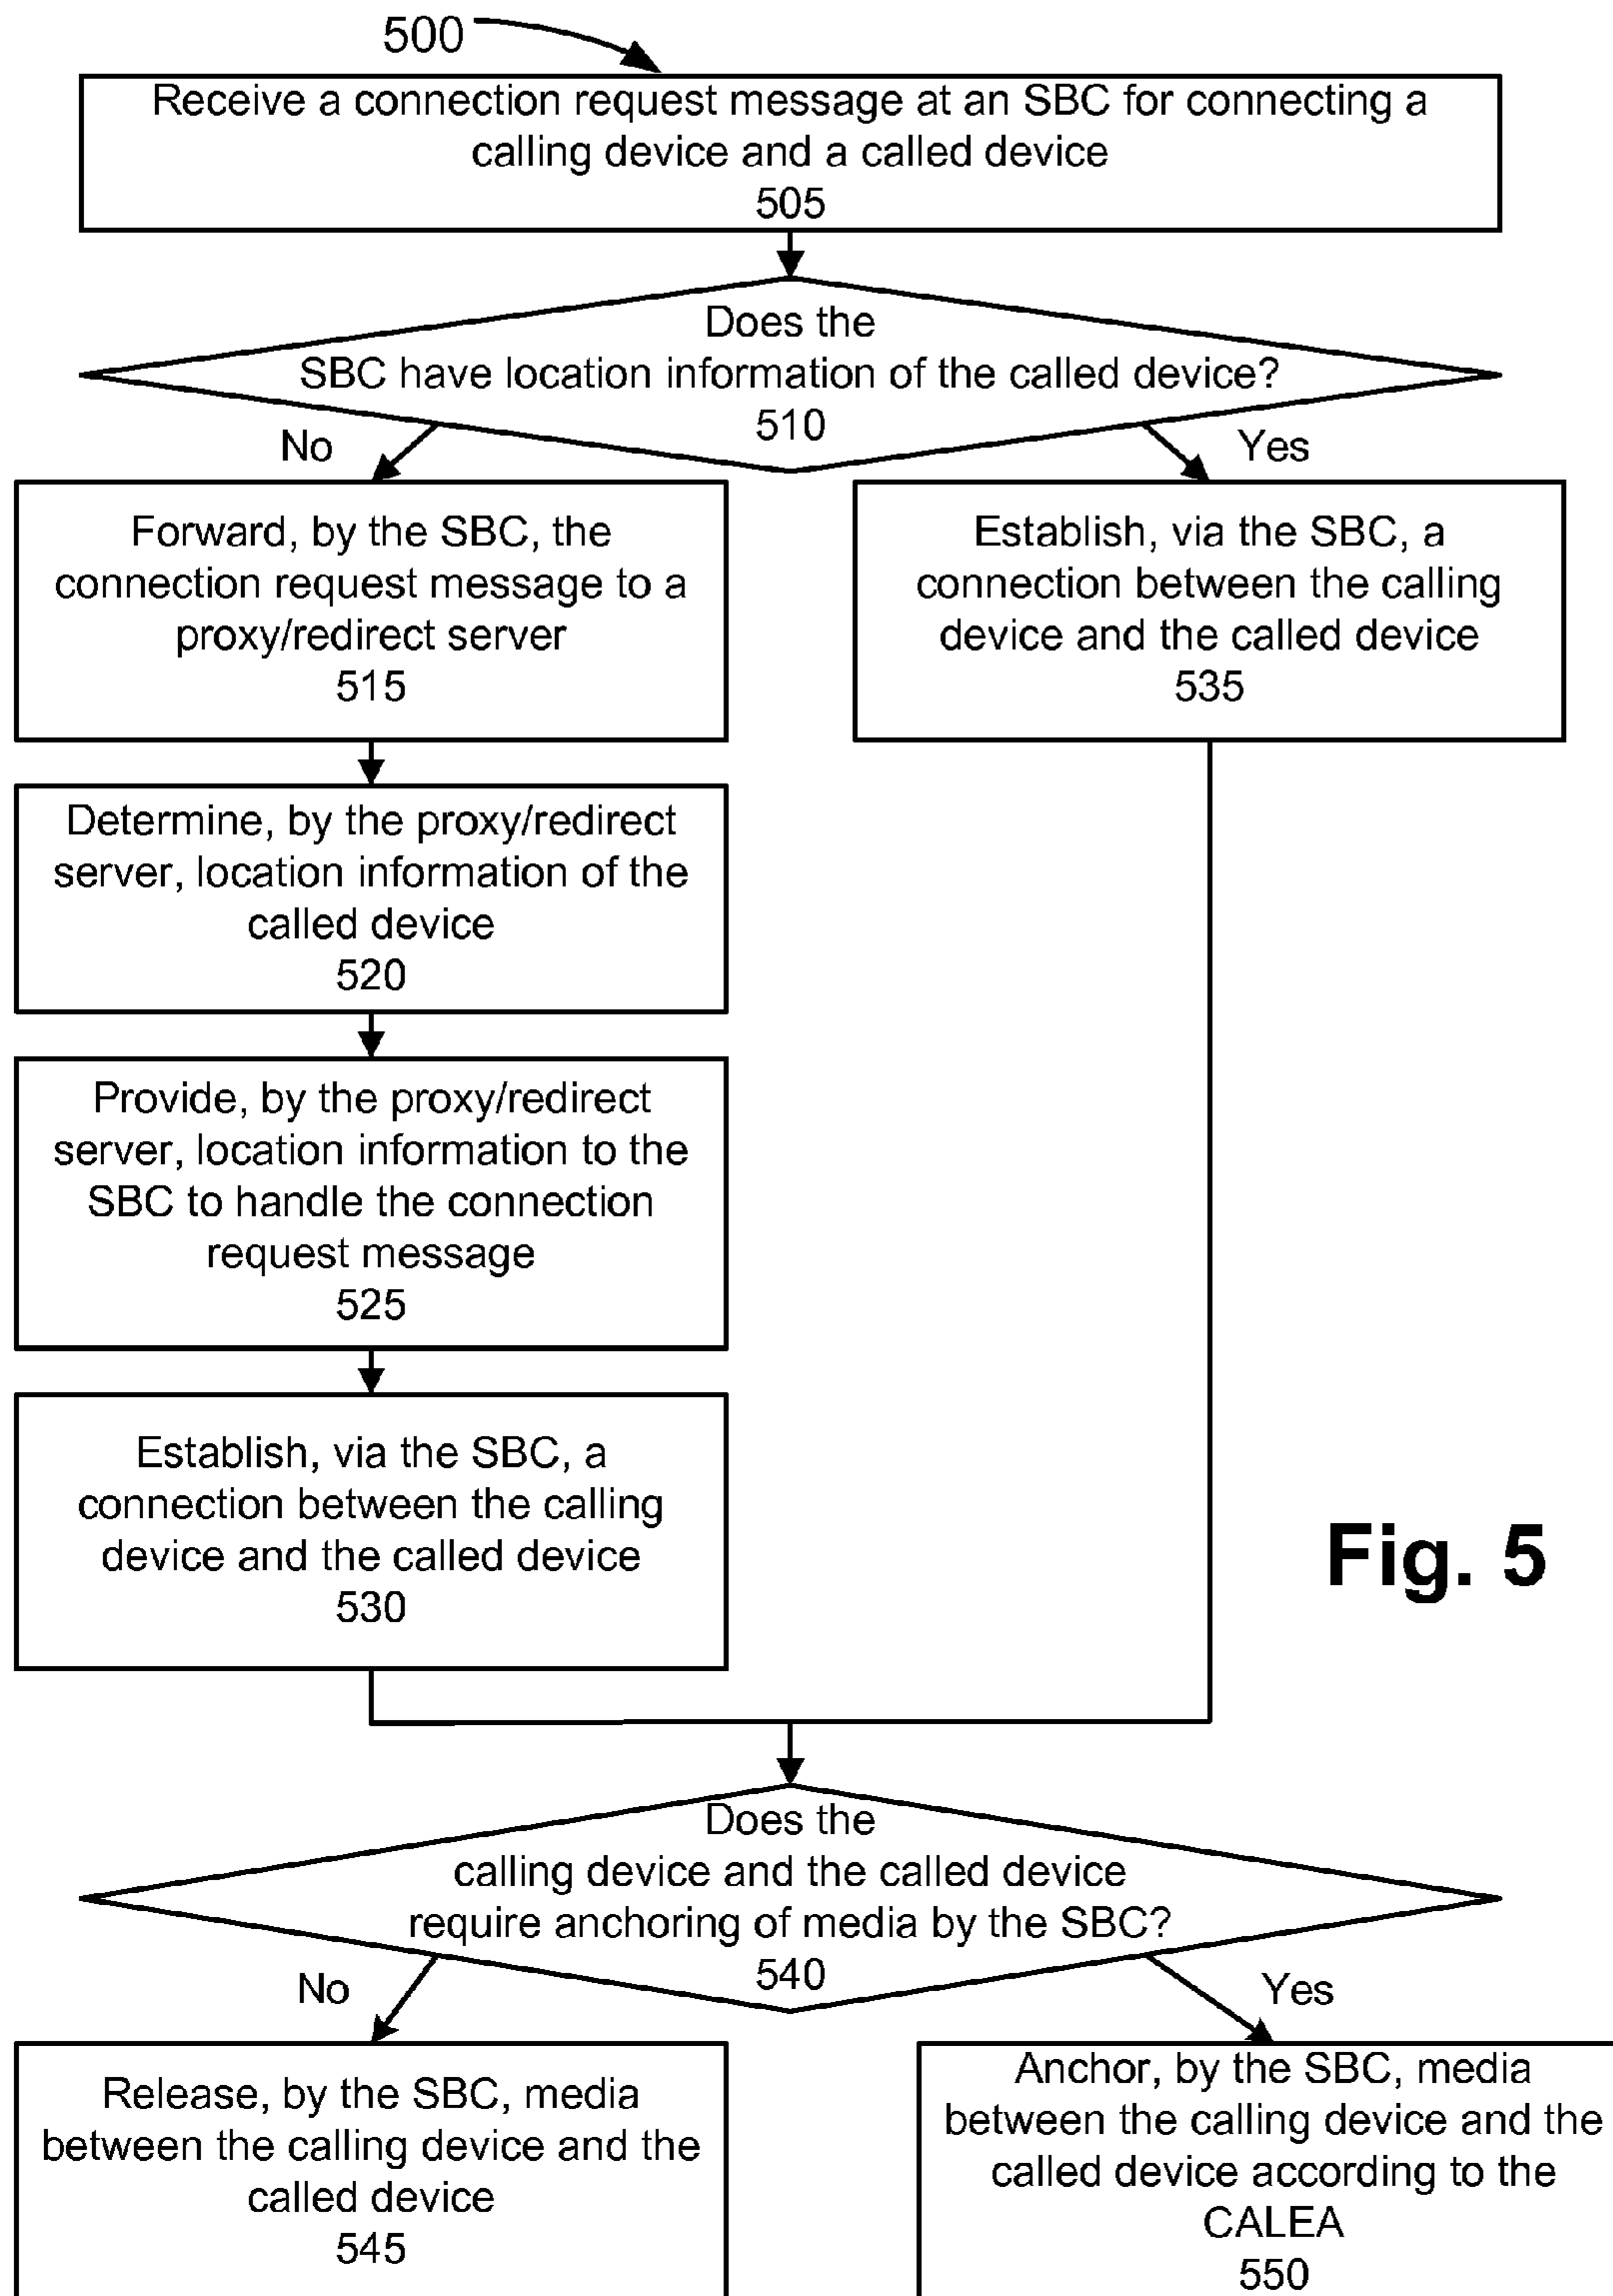 500
Receive a connection request message at an SBC for connecting a
calling device and a called device
505
Does the
SBC have location information of the called device?
510
No
Yes
Forward, by the SBC, the
connection request message to a
proxy/redirect server
515
Establish, via the SBC, a
connection between the calling
device and the called device
535
Determine, by the proxy/redirect
server, location information of the
called device
520
Provide, by the proxy/redirect
server, location information to the
SBC to handle the connection
request message
525
Establish, via the SBC, a
connection between the calling
device and the called device
530
Fig. 5
Does the
calling device and the called device
require anchoring of media by the SBC?
540
No
Yes
Release, by the SBC, media
between the calling device and the
called device
545
Anchor, by the SBC, media
between the calling device and the
called device according to the
CALEA
550